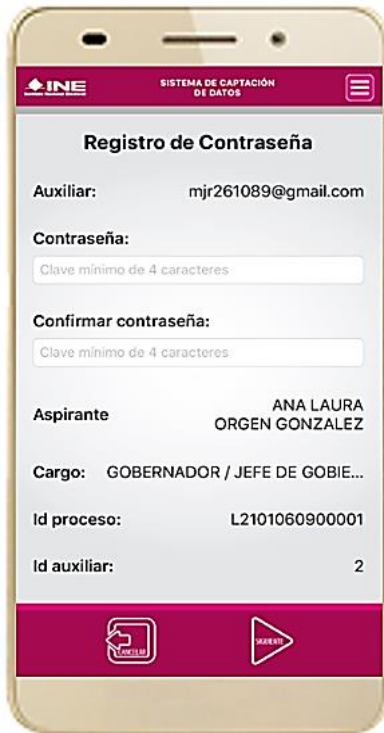 INE
SISTEMA DE CAPTACIÓN
DE DATOS
Registro de Contraseña
Auxiliar: mjr261089@gmail.com
Contraseña:
Clave mínimo de 4 caracteres
Confirmar contraseña:
Clave mínimo de 4 caracteres
Aspirante ANA LAURA
ORGEN GONZALEZ
Cargo: GOBERNADOR / JEFE DE GOBIE...
Id proceso: L2101060900001
Id auxiliar: 2
CANCELAR SIGUIENTE